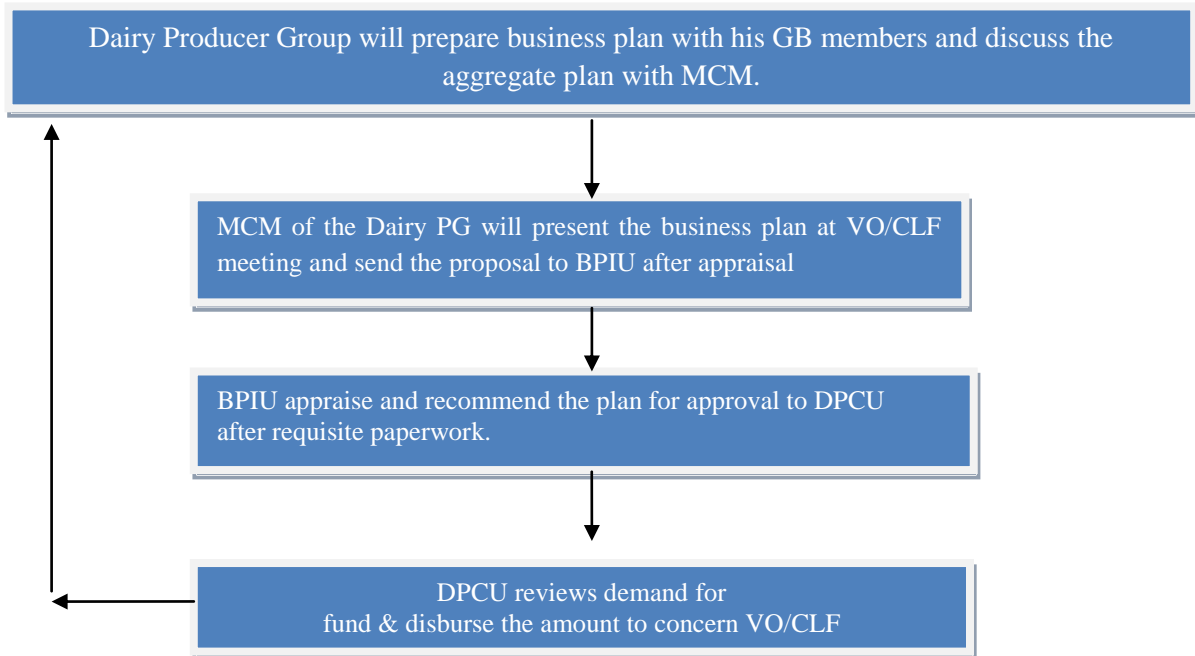 Dairy Producer Group will prepare business plan with his GB members and discuss the
aggregate plan with MCM.
MCM of the Dairy PG will present the business plan at VO/CLF
meeting and send the proposal to BPIU after appraisal
BPIU appraise and recommend the plan for approval to DPCU
after requisite paperwork.
DPCU reviews demand for
fund & disburse the amount to concern VO/CLF